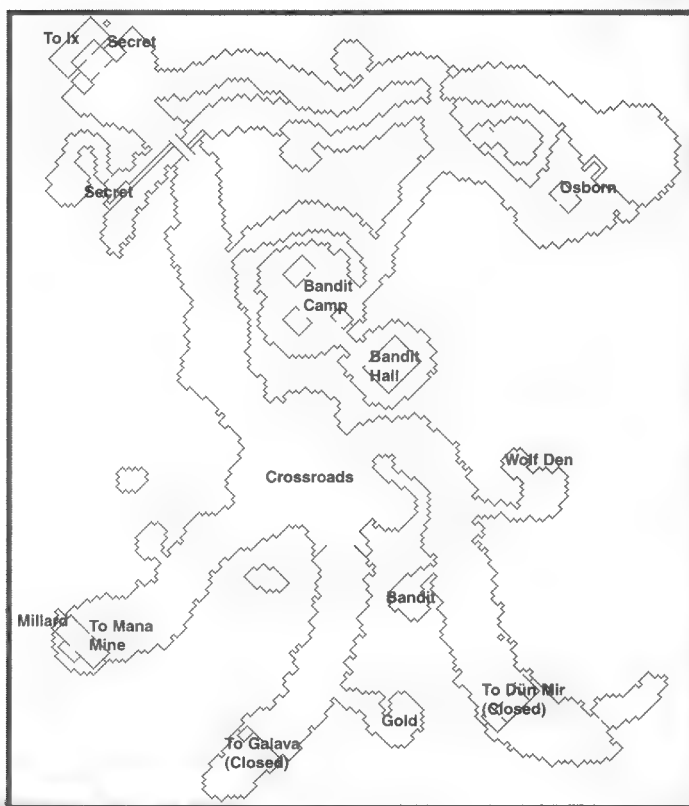 To Ix
Secret
Secret
Osborn
Bandit
Camp
Bandit
Hall
Wolf Den
Crossroads
Bandit
Millard
To Mana
Mine
To Dün Mir
(Closed)
Gold
To Galava
(Closed)